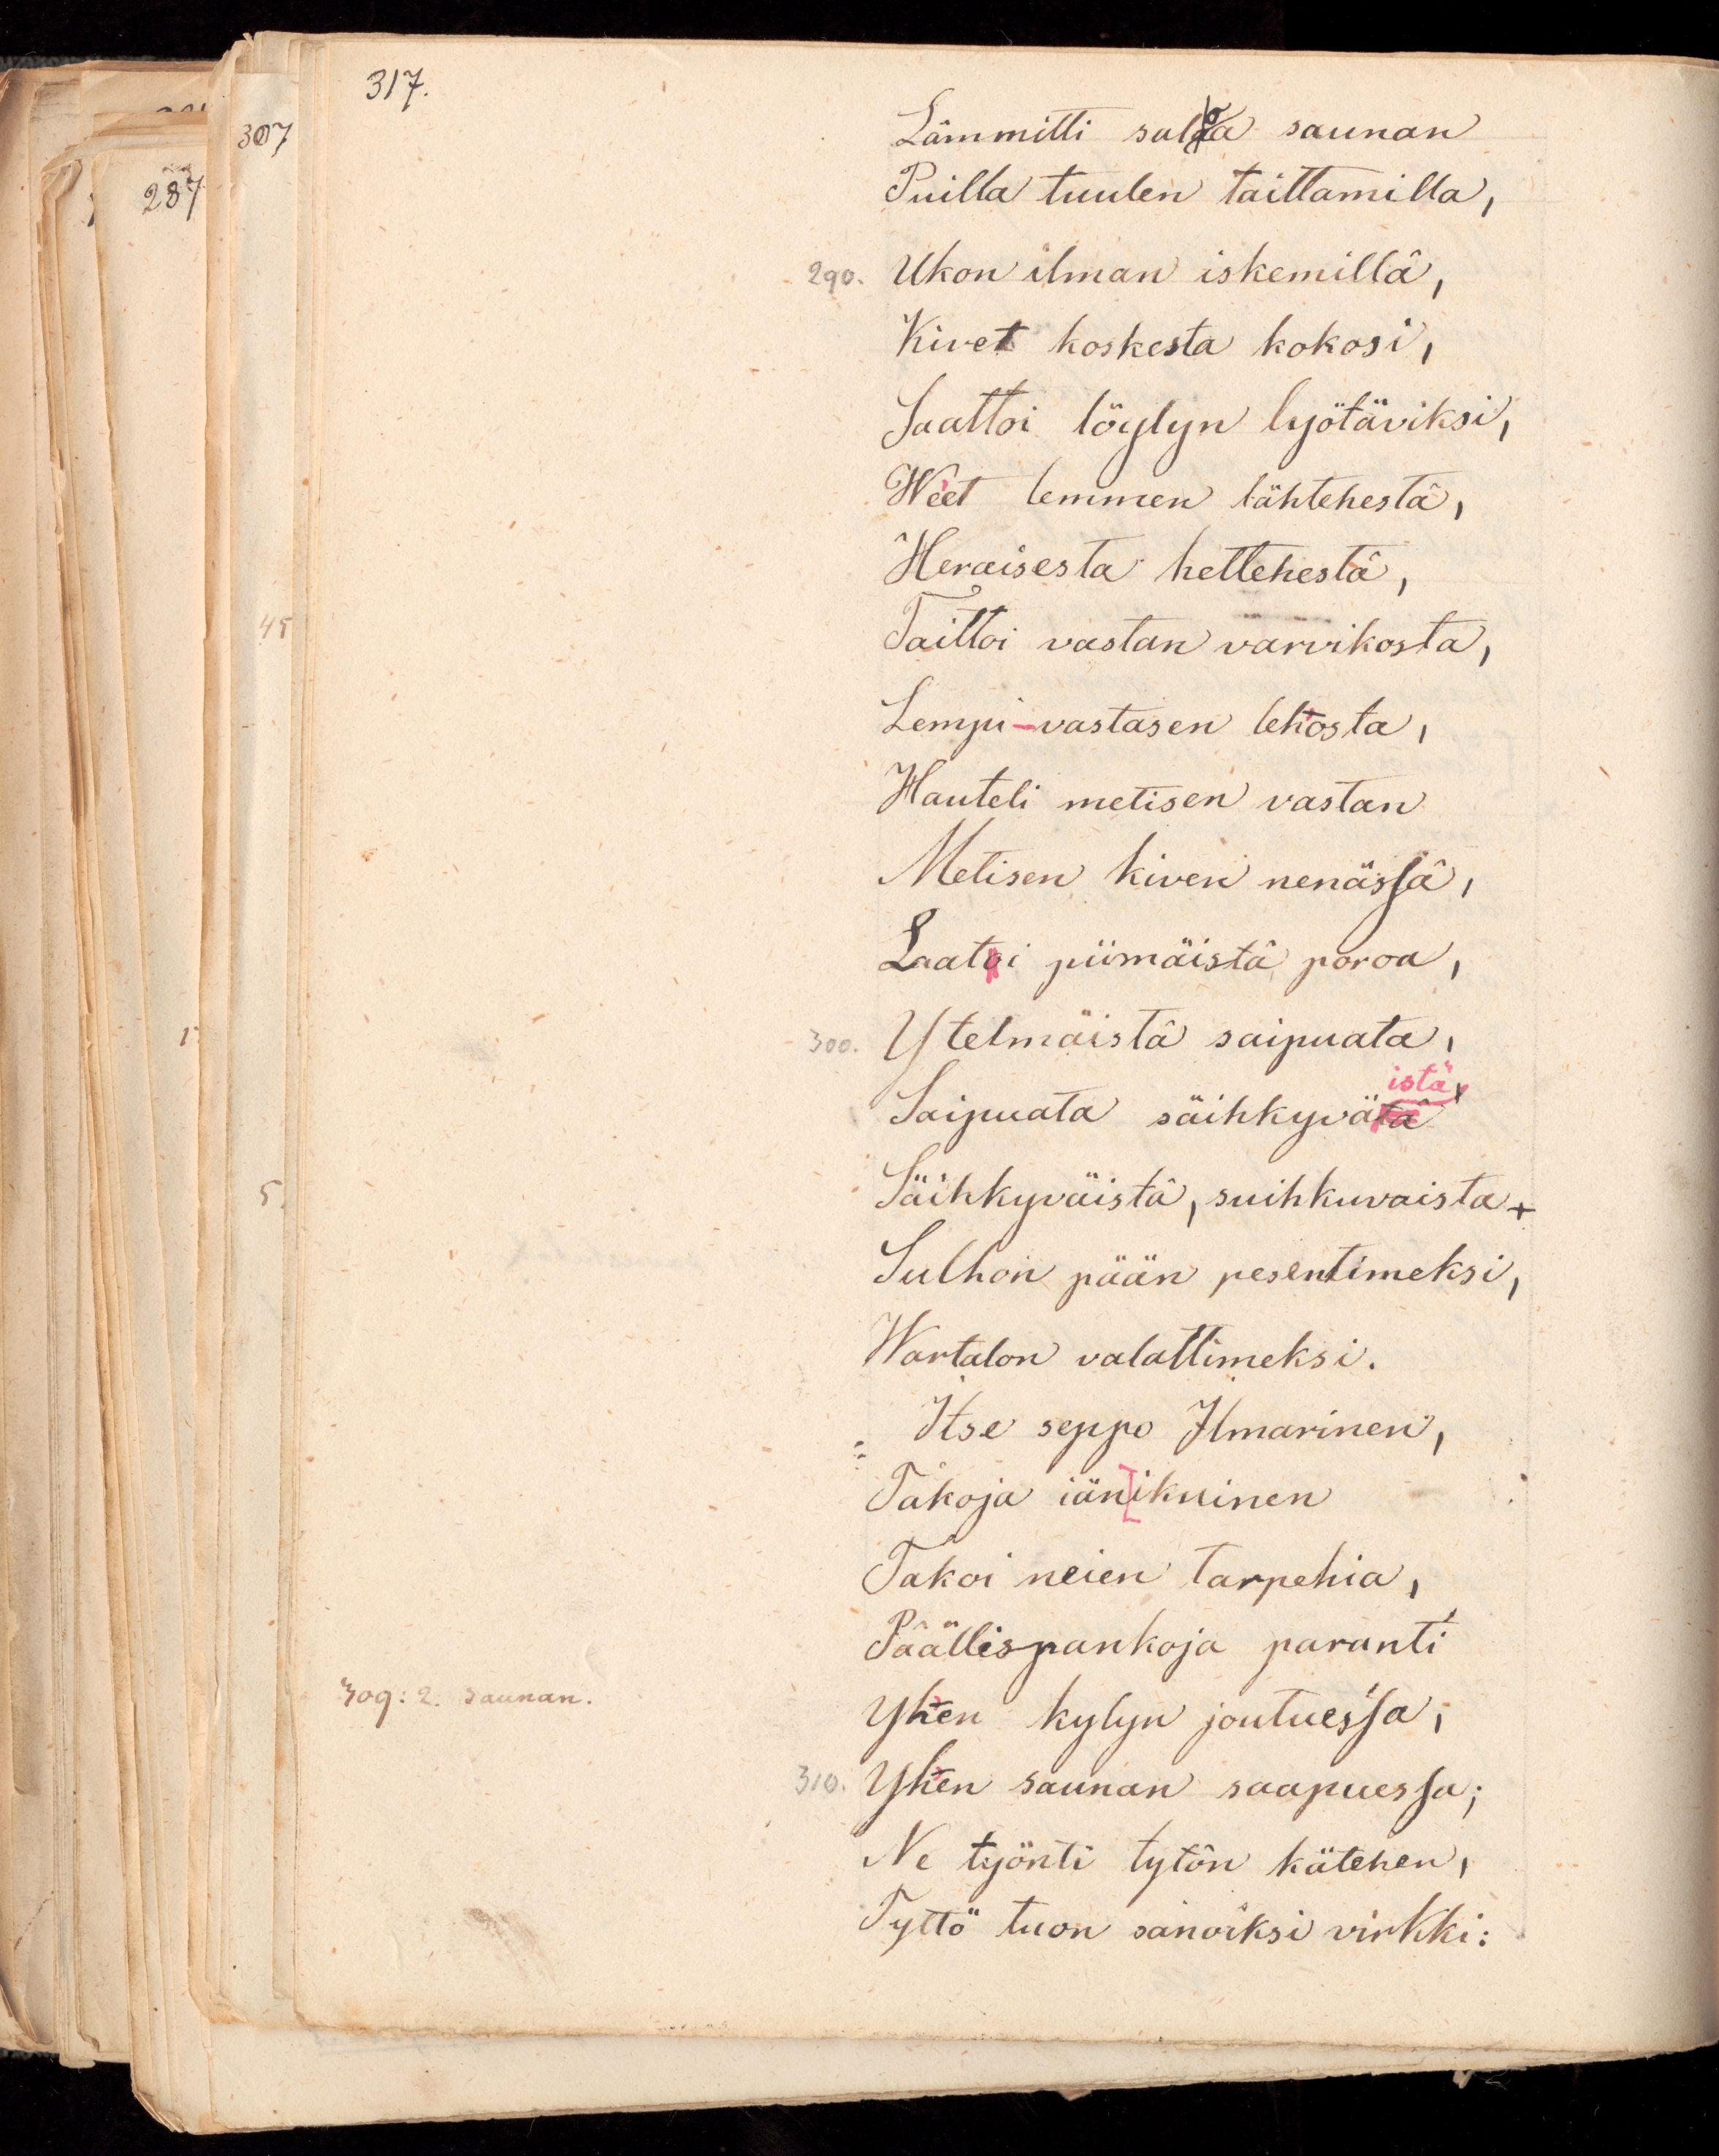 317.
307
287
Lämmitti salaa saunan
Puilla tuulen taittamilla,
290. Ukon ilman iskemillä,
Kivet koskesta kokosi,
Saattoi löylyn lyötäviksi,
Weet lemmen lähtehestä,
Heraisesta hettehestä,
45
Taittoi vastan varvikosta,
Lempi-vastasen lehosta,
Hauteli metisen vastan
Metisen kiven nenässä,
Laati piimäistä poroa,
300. Ytelmäistä saipuata,
istä,
Saipuata säihkyvätä
5.
Säihkyväistä, suihkuvaista +
Sulhon pään pesentimeksi,
Wartalon valattimeksi.
Itse seppo Ilmarinen,
Takoja iänikuinen
Takoi neien tarpehia,
Päällispankoja paranti
309: 2. saunan.
Yhen kylyn joutuessa,
310. Yhen saunan saapuessa;
Ne työnti tytön kätehen,
Tyttö tuon sanoiksi virkki: